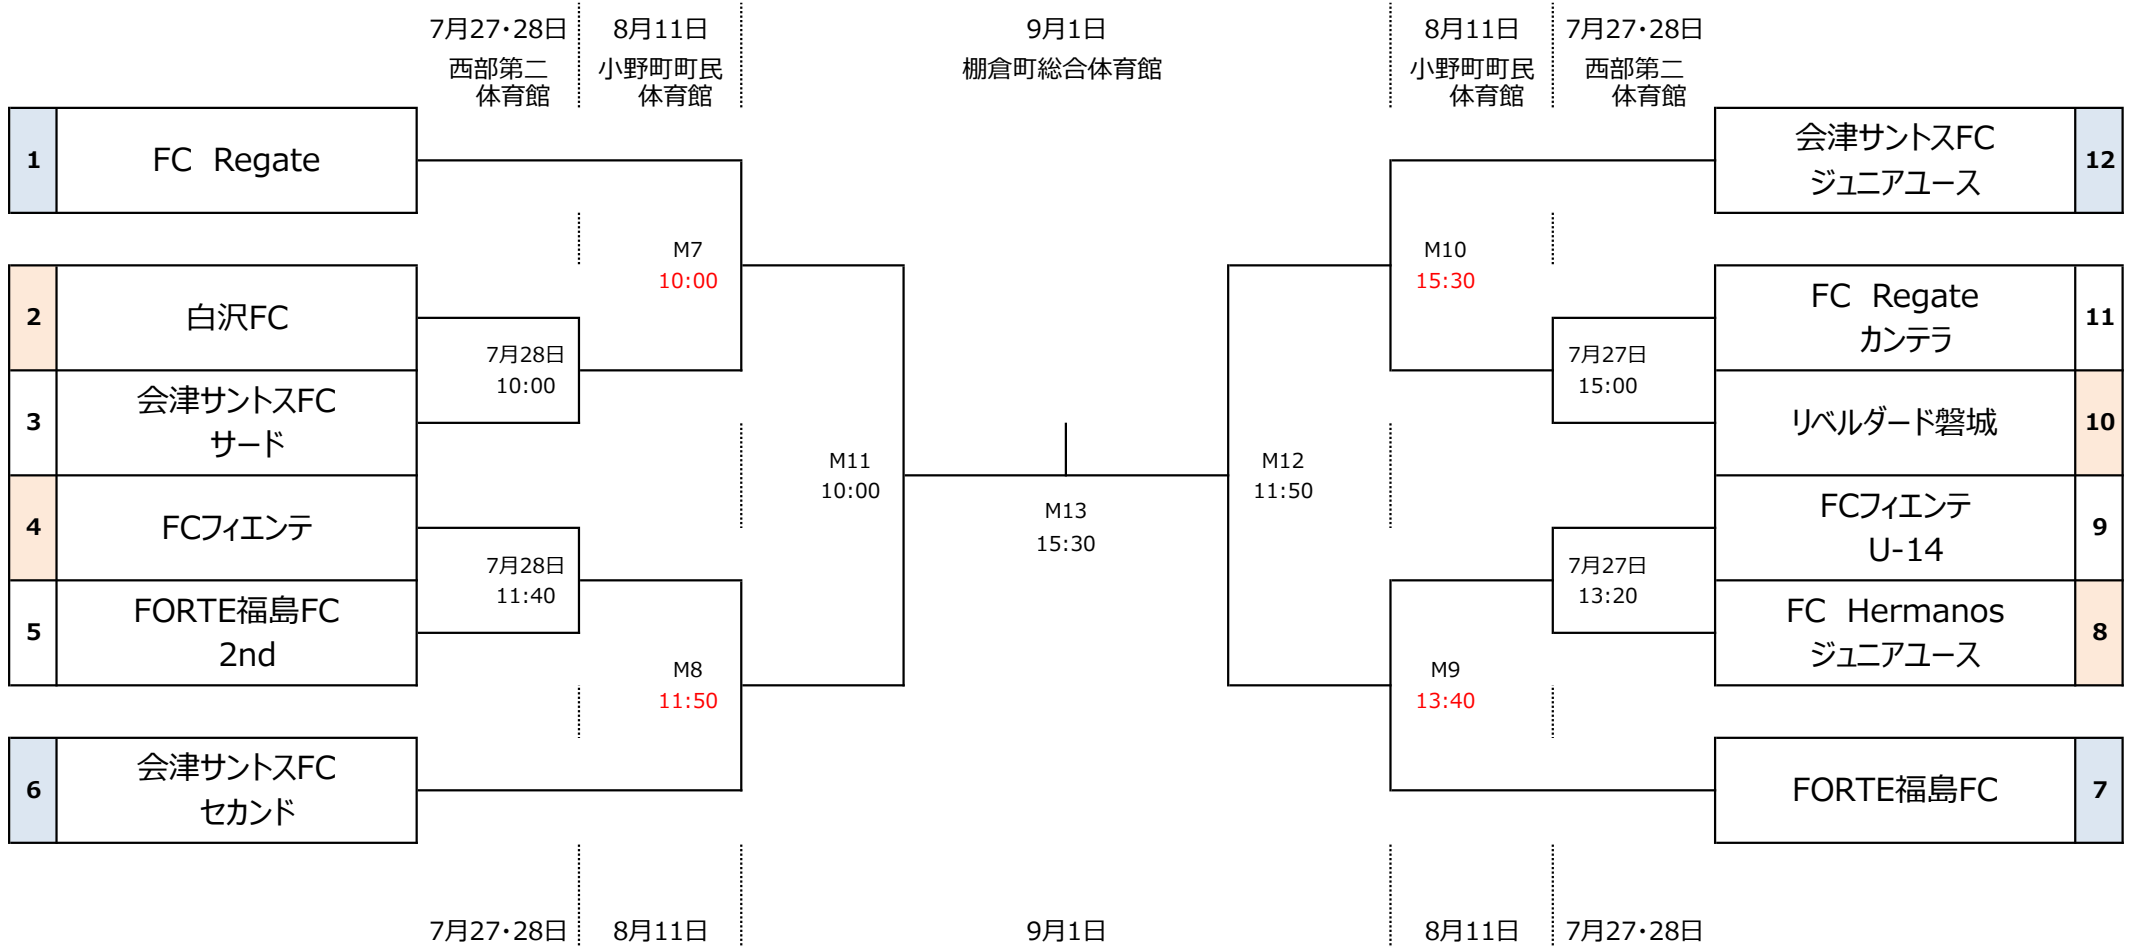 7月27・28日 8月11日 9月1日 8月11日 7月27・28日
西部第二 小野町町民 棚倉町総合体育館 小野町町民 西部第二
体育館 体育館 体育館 体育館
1 FC Regate
2 白沢FC
3 会津サントスFC
サード
4 FCフィエンテ
5 FORTE福島FC
2nd
6 会津サントスFC
セカンド
7月28日
10:00
7月28日
11:40
M7
10:00
M8
11:50
M11
10:00
M13
15:30
M12
11:50
M10
15:30
M9
13:40
7月27日
15:00
7月27日
13:20
会津サントスFC 12
ジュニアユース
FC Regate 11
カンテラ
リベルダード磐城 10
FCフィエンテ 9
U-14
FC Hermanos 8
ジュニアユース
FORTE福島FC 7
7月27・28日 8月11日 9月1日 8月11日 7月27・28日